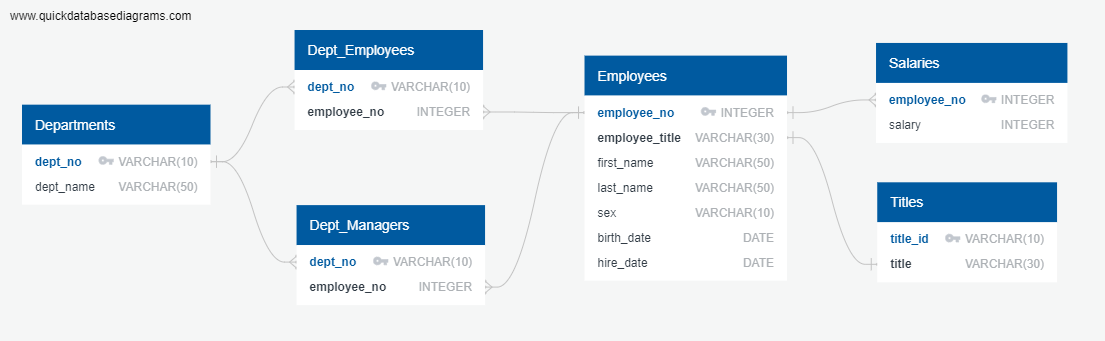 www.quickdatabasediagrams.com
Departments
dept_no VARCHAR(10)
dept_name VARCHAR(50)
Dept_Employees
dept_no VARCHAR(10)
employee_no INTEGER
Dept_Managers
dept_no VARCHAR(10)
employee_no INTEGER
Employees
employee_no INTEGER
employee_title VARCHAR(30)
first_name VARCHAR(50)
last_name VARCHAR(50)
sex VARCHAR(10)
birth_date DATE
hire_date DATE
Salaries
employee_no INTEGER
salary INTEGER
Titles
title_id VARCHAR(10)
title VARCHAR(30)